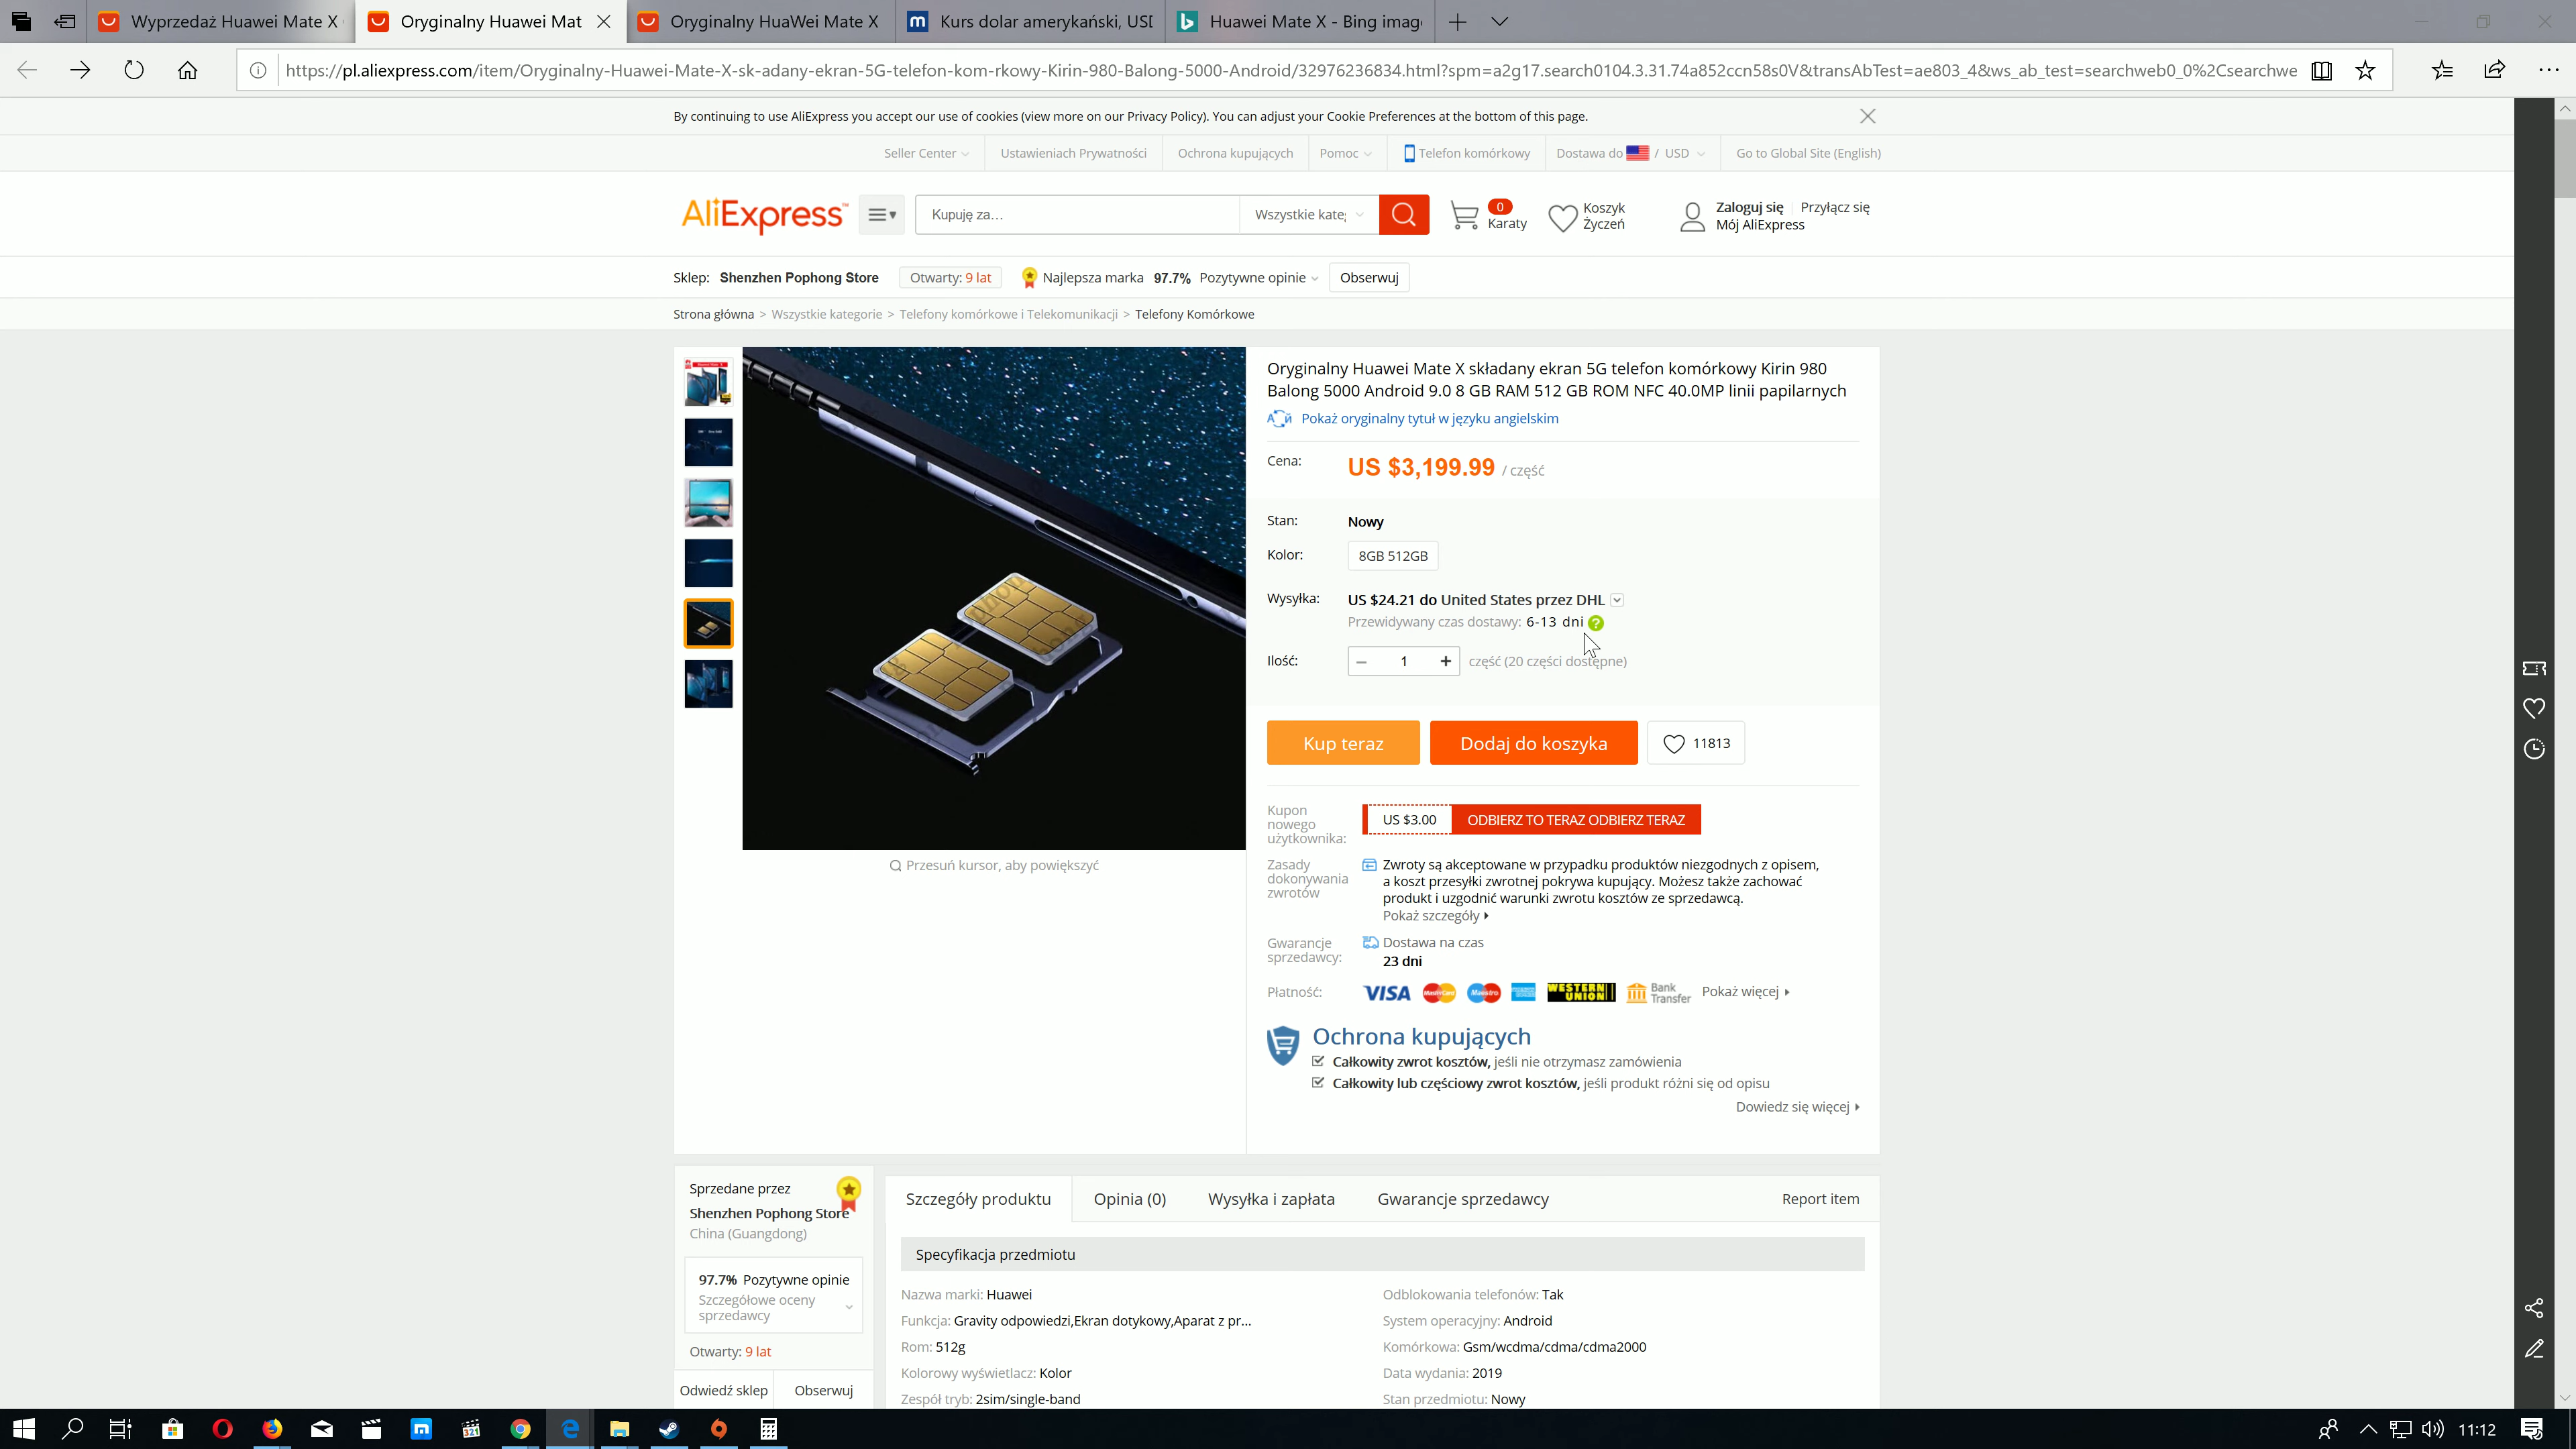 Wyprzedaż Huawei Mate X
Oryginalny Huawei Mat
Oryginalny HuaWei Mate X
Kurs dolar amerykański, USD
Huawei Mate X - Bing imag
https://pl.aliexpress.com/item/Oryginalny-Huawei-Mate-X-sk-adany-ekran-5G-telefon-kom-rkowy-Kirin-980-Balong-5000-Android/32976236834.html?spm=a2g17.search0104.3.31.74a852ccn58s0V&transAbTest=ae803_4&ws_ab_test=searchweb0_0%2Csearchwe
By continuing to use AliExpress you accept our use of cookies (view more on our Privacy Policy). You can adjust your Cookie Preferences at the bottom of this page.
Seller Center Ustawieniach Prywatności Ochrona kupujących Pomoc Telefon komórkowy Dostawa do / USD Go to Global Site (English)
AliExpress™
Kupuję za...
Wszystkie kate
0
Karaty
Koszyk
Życzeń
Zaloguj się Przyłącz się
Mój AliExpress
Sklep: Shenzhen Pophong Store Otwarty: 9 lat Najlepsza marka 97.7% Pozytywne opinie Obserwuj
Strona główna > Wszystkie kategorie > Telefony komórkowe i Telekomunikacji > Telefony Komórkowe
Oryginalny Huawei Mate X składany ekran 5G telefon komórkowy Kirin 980
Balong 5000 Android 9.0 8 GB RAM 512 GB ROM NFC 40.0MP linii papilarnych
Pokaż oryginalny tytuł w języku angielskim
Cena: US $3,199.99 / część
Stan: Nowy
Kolor: 8GB 512GB
Wysyłka: US $24.21 do United States przez DHL
Przewidywany czas dostawy: 6-13 dni ?
Ilość: − 1 + część (20 części dostępne)
Kup teraz
Dodaj do koszyka
11813
Przesuń kursor, aby powiększyć
Kupon
nowego
użytkownika:
US $3.00 ODBIERZ TO TERAZ ODBIERZ TERAZ
Zasady
dokonywania
zwrotów
Zwroty są akceptowane w przypadku produktów niezgodnych z opisem,
a koszt przesyłki zwrotnej pokrywa kupujący. Możesz także zachować
produkt i uzgodnić warunki zwrotu kosztów ze sprzedawcą.
Pokaż szczegóły
Gwarancje
sprzedawcy:
Dostawa na czas
23 dni
Płatność: VISA MasterCard Maestro WESTERN UNION Bank Transfer Pokaż więcej
Ochrona kupujących
Całkowity zwrot kosztów, jeśli nie otrzymasz zamówienia
Całkowity lub częściowy zwrot kosztów, jeśli produkt różni się od opisu
Dowiedz się więcej
Sprzedane przez
Shenzhen Pophong Store
China (Guangdong)
97.7% Pozytywne opinie
Szczegółowe oceny
sprzedawcy
Otwarty: 9 lat
Odwiedź sklep Obserwuj
Szczegóły produktu Opinia (0) Wysyłka i zapłata Gwarancje sprzedawcy Report item
Specyfikacja przedmiotu
Nazwa marki: Huawei Odblokowania telefonów: Tak
Funkcja: Gravity odpowiedzi,Ekran dotykowy,Aparat z pr... System operacyjny: Android
Rom: 512g Komórkowa: Gsm/wcdma/cdma/cdma2000
Kolorowy wyświetlacz: Kolor Data wydania: 2019
Zespół tryb: 2sim/single-band Stan przedmiotu: Nowy
321
11:12